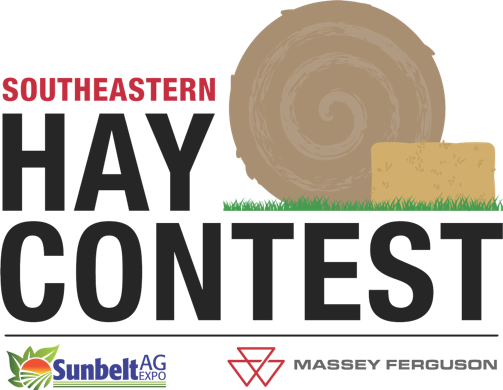 SOUTHEASTERN
HAY
CONTEST
SunbeltAG
EXPO
MASSEY FERGUSON